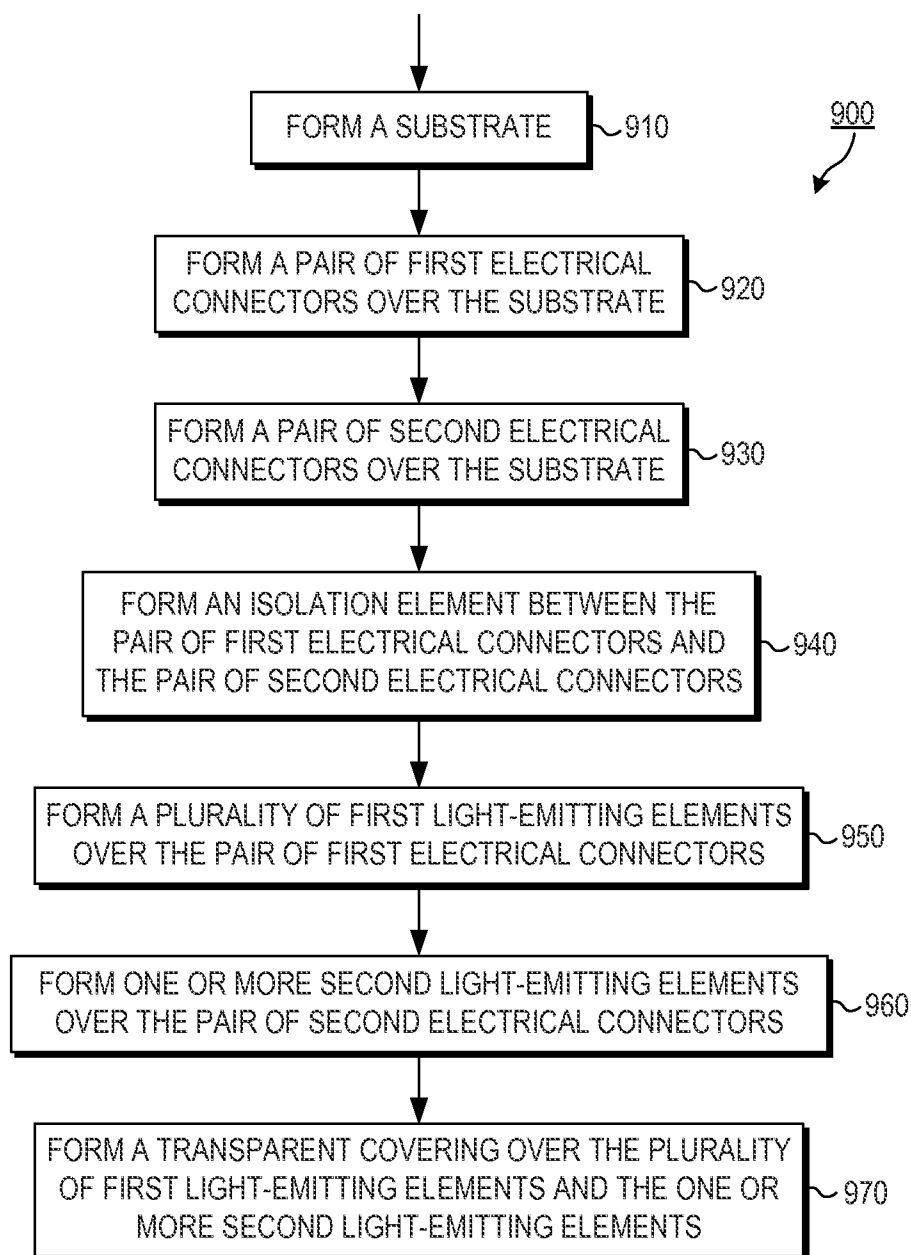 FORM A SUBSTRATE
910
900
FORM A PAIR OF FIRST ELECTRICAL
CONNECTORS OVER THE SUBSTRATE
920
FORM A PAIR OF SECOND ELECTRICAL
CONNECTORS OVER THE SUBSTRATE
930
FORM AN ISOLATION ELEMENT BETWEEN THE
PAIR OF FIRST ELECTRICAL CONNECTORS AND
THE PAIR OF SECOND ELECTRICAL CONNECTORS
940
FORM A PLURALITY OF FIRST LIGHT-EMITTING ELEMENTS
OVER THE PAIR OF FIRST ELECTRICAL CONNECTORS
950
FORM ONE OR MORE SECOND LIGHT-EMITTING ELEMENTS
OVER THE PAIR OF SECOND ELECTRICAL CONNECTORS
960
FORM A TRANSPARENT COVERING OVER THE PLURALITY
OF FIRST LIGHT-EMITTING ELEMENTS AND THE ONE OR
MORE SECOND LIGHT-EMITTING ELEMENTS
970